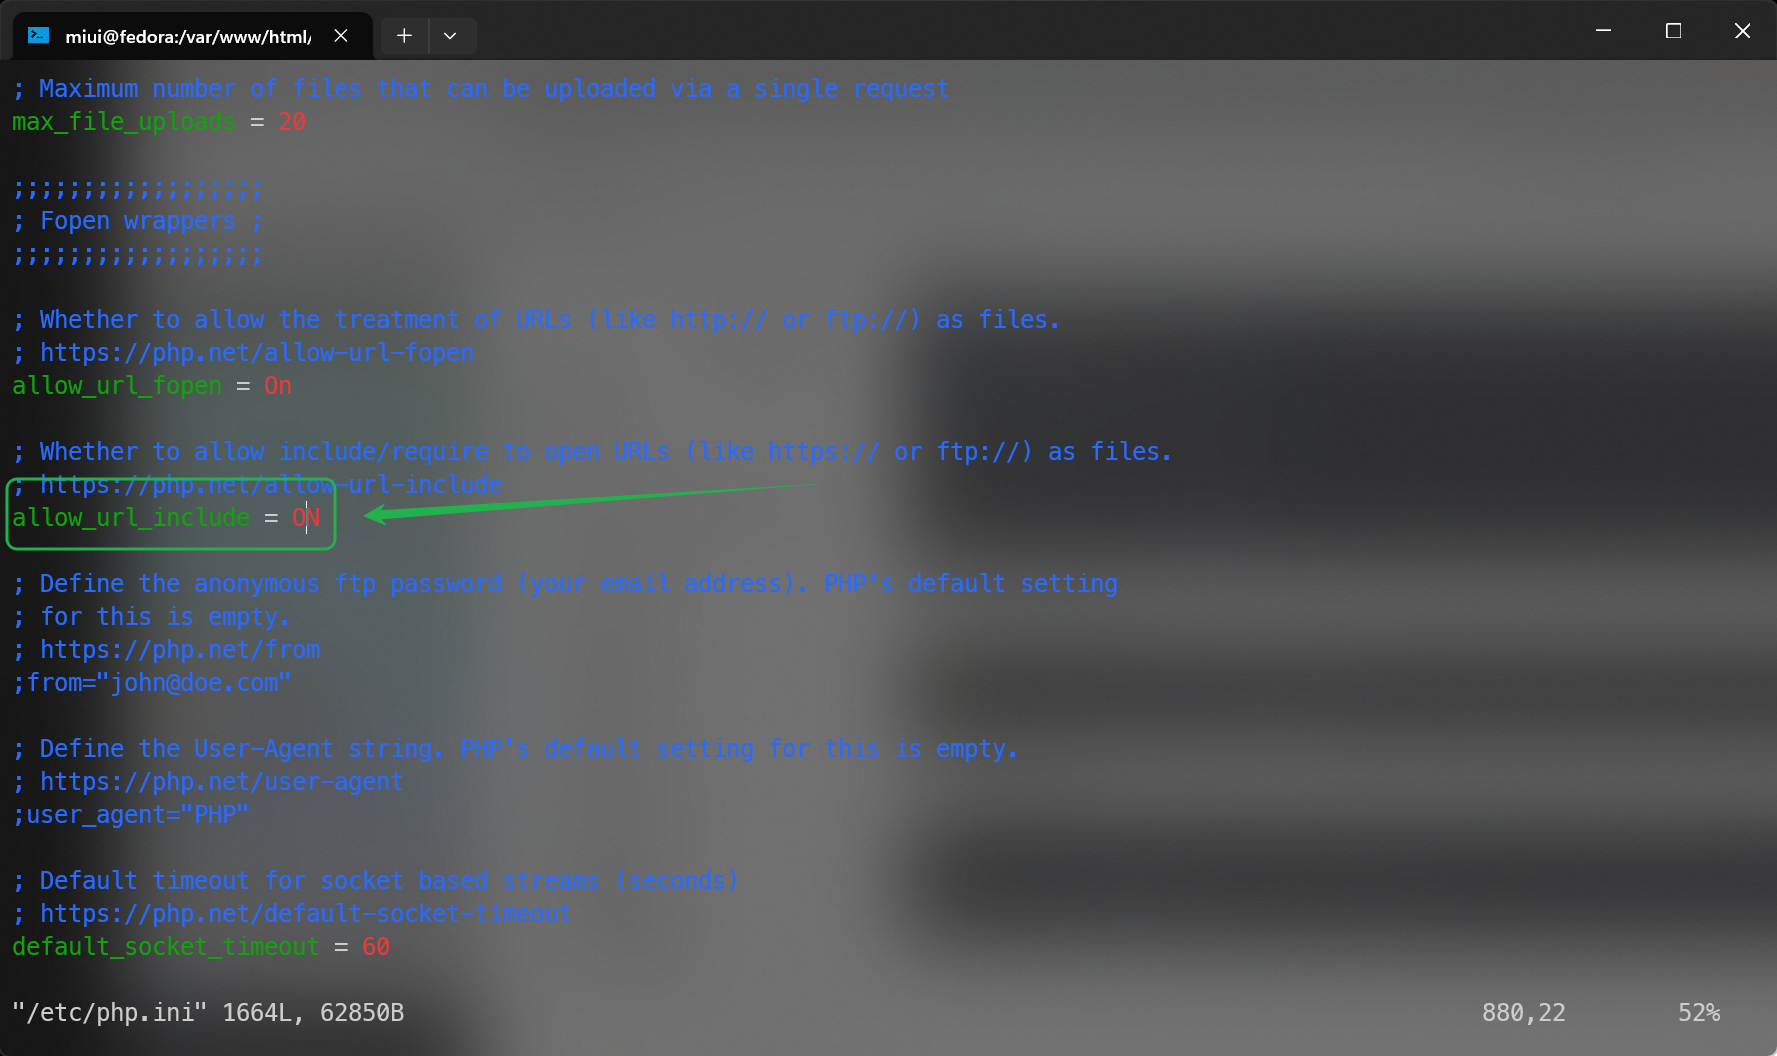 miui@fedora:/var/www/html/
; Maximum number of files that can be uploaded via a single request
max_file_uploads = 20
;;;;;;;;;;;;;;;;;;
; Fopen wrappers ;
;;;;;;;;;;;;;;;;;;
; Whether to allow the treatment of URLs (like http:// or ftp://) as files.
; https://php.net/allow-url-fopen
allow_url_fopen = On
; Whether to allow include/require to open URLs (like https:// or ftp://) as files.
; https://php.net/allow-url-include
allow_url_include = ON
; Define the anonymous ftp password (your email address). PHP's default setting
; for this is empty.
; https://php.net/from
;from="john@doe.com"
; Define the User-Agent string. PHP's default setting for this is empty.
; https://php.net/user-agent
;user_agent="PHP"
; Default timeout for socket based streams (seconds)
; https://php.net/default-socket-timeout
default_socket_timeout = 60
"/etc/php.ini" 1664L, 62850B 880,22 52%